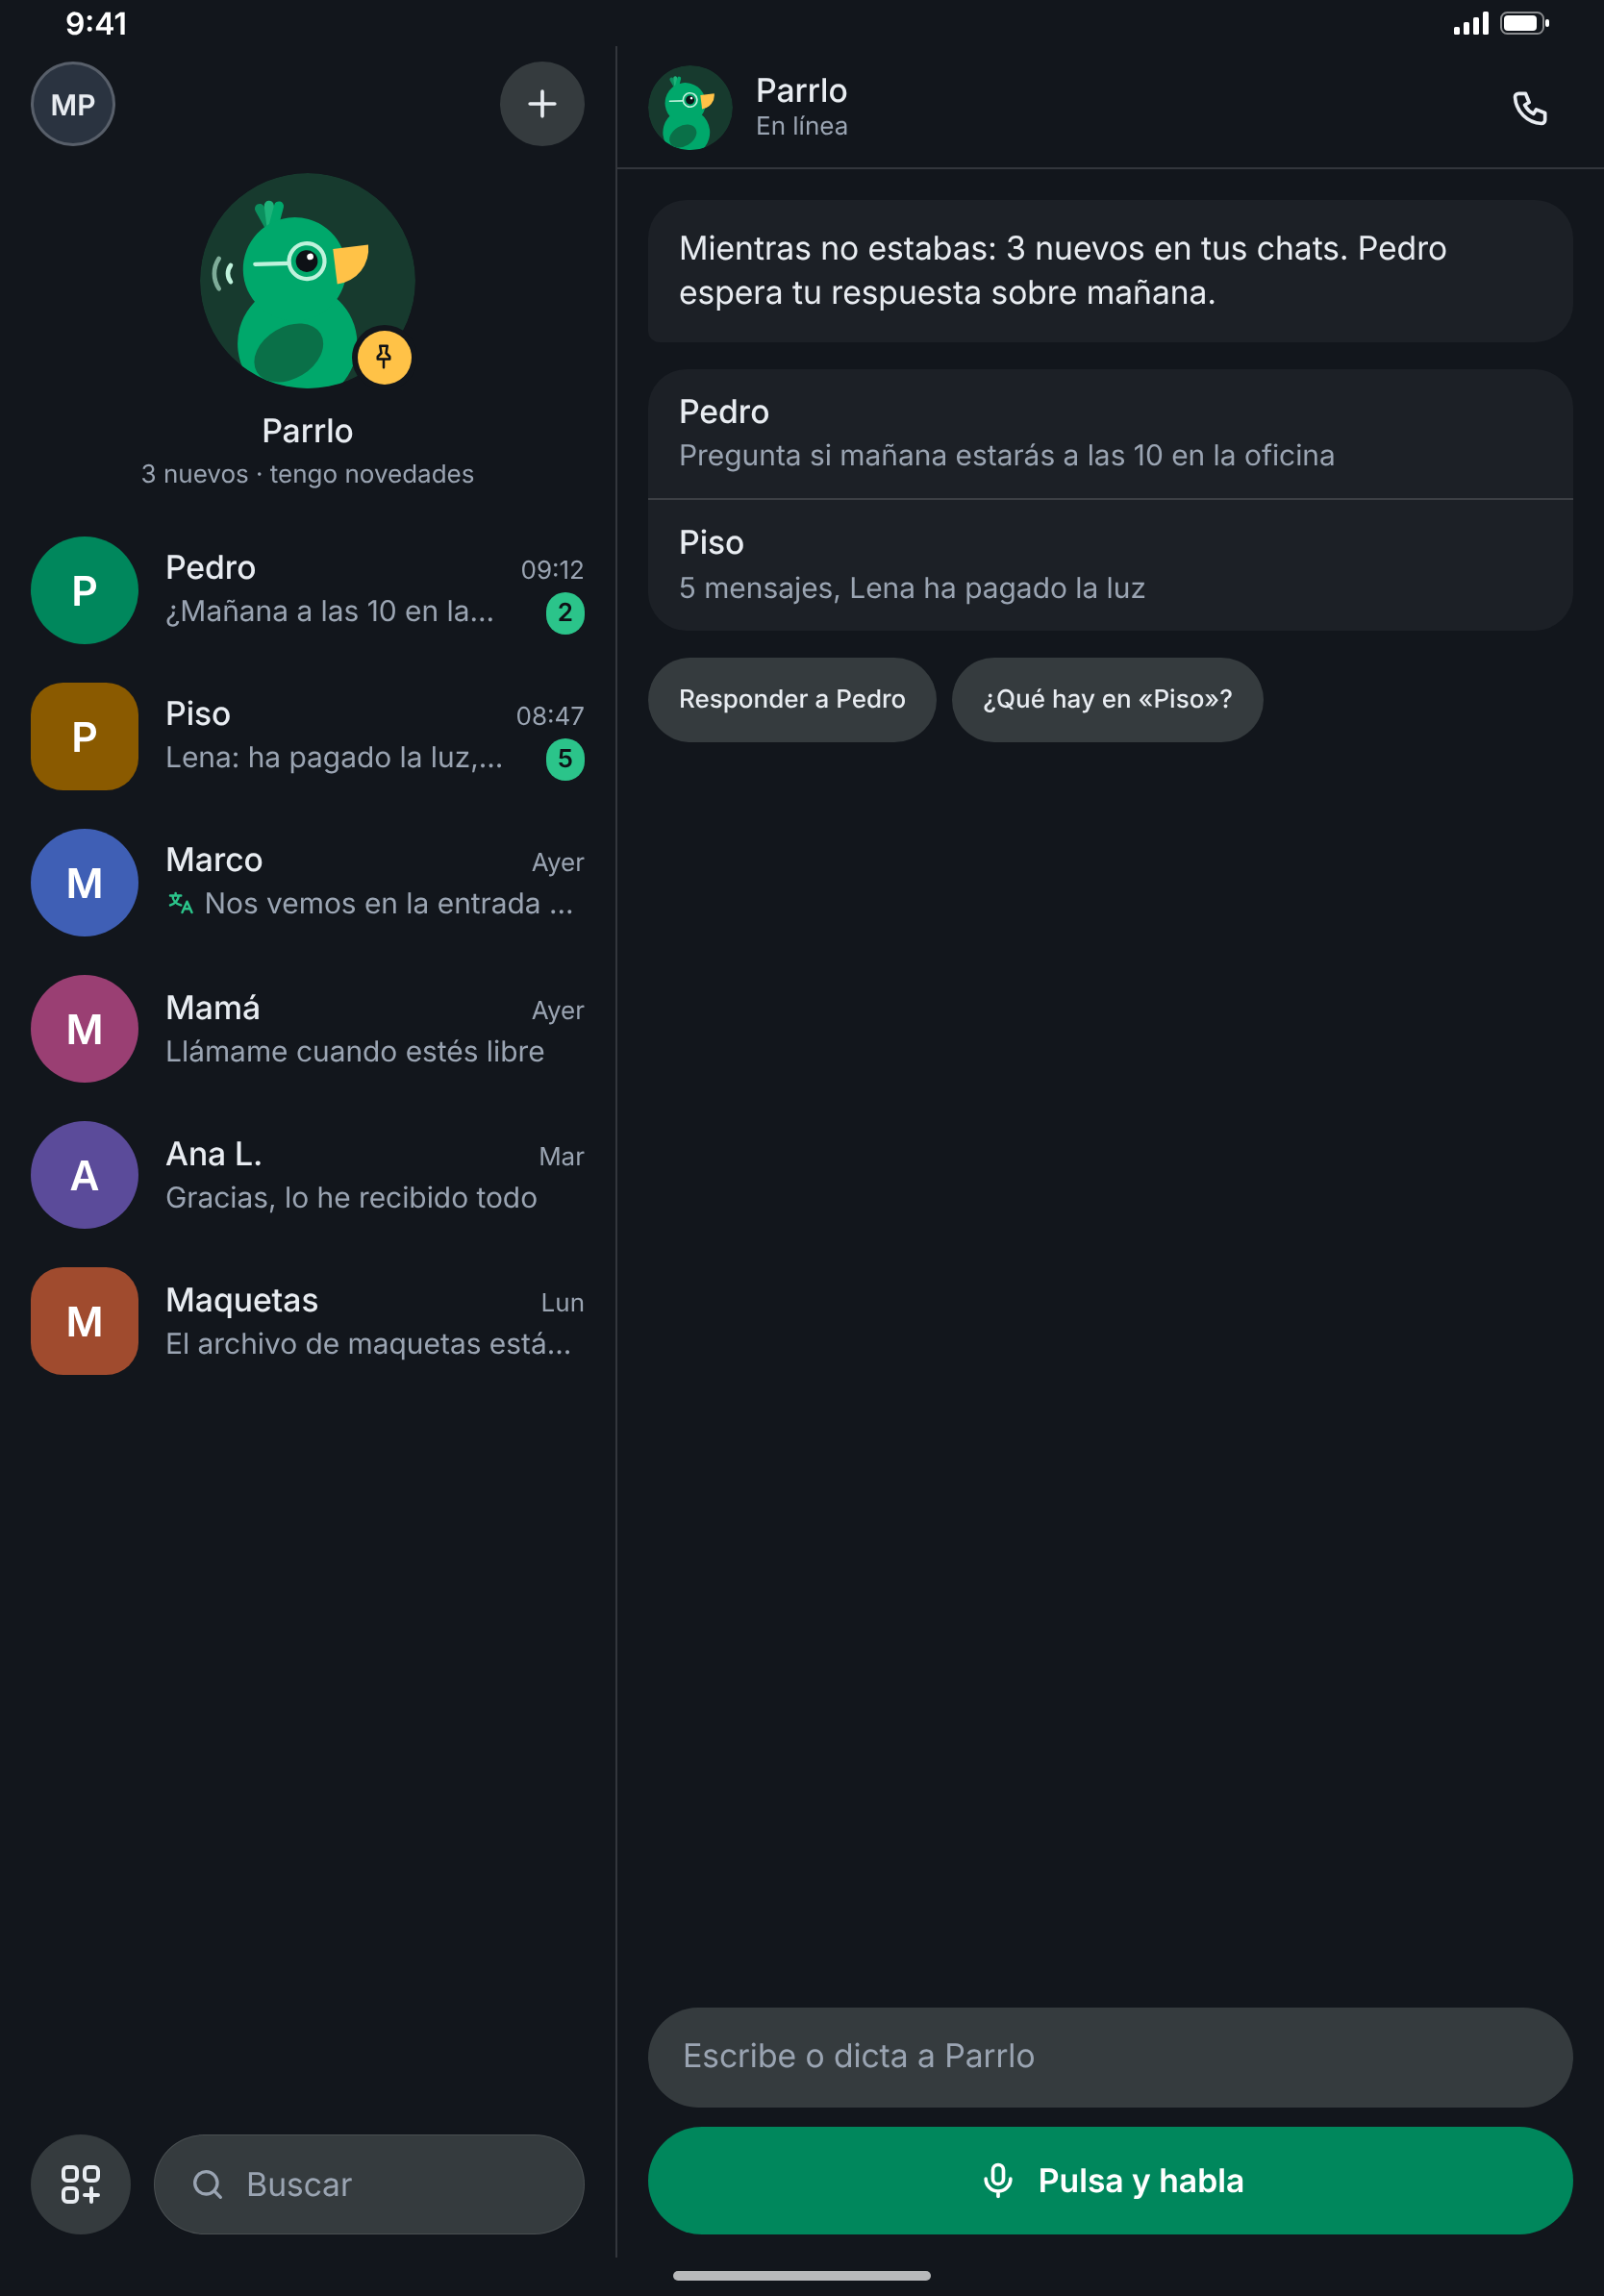 9:41
MP
Parrlo
3 nuevos · tengo novedades
P
Pedro
09:12
¿Mañana a las 10 en la...
2
P
Piso
08:47
Lena: ha pagado la luz,...
5
M
Marco
Ayer
Nos vemos en la entrada ...
M
Mamá
Ayer
Llámame cuando estés libre
A
Ana L.
Mar
Gracias, lo he recibido todo
M
Maquetas
Lun
El archivo de maquetas está...
Buscar
Parrlo
En línea
Mientras no estabas: 3 nuevos en tus chats. Pedro
espera tu respuesta sobre mañana.
Pedro
Pregunta si mañana estarás a las 10 en la oficina
Piso
5 mensajes, Lena ha pagado la luz
Responder a Pedro
¿Qué hay en «Piso»?
Escribe o dicta a Parrlo
Pulsa y habla